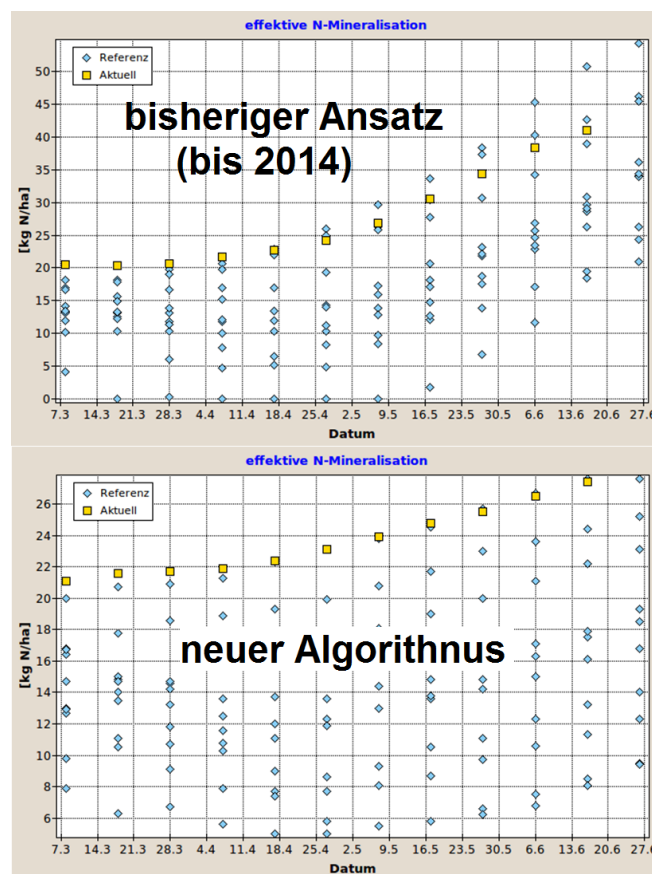 effektive N-Mineralisation
Referenz
Aktuell
bisheriger Ansatz
(bis 2014)
[kg N/ha]
50
45
40
35
30
25
20
15
10
5
0
7.3 14.3 21.3 28.3 4.4 11.4 18.4 25.4 2.5 9.5 16.5 23.5 30.5 6.6 13.6 20.6 27.6
Datum
effektive N-Mineralisation
Referenz
Aktuell
neuer Algorithnus
[kg N/ha]
26
24
22
20
18
16
14
12
10
8
6
7.3 14.3 21.3 28.3 4.4 11.4 18.4 25.4 2.5 9.5 16.5 23.5 30.5 6.6 13.6 20.6 27.6
Datum